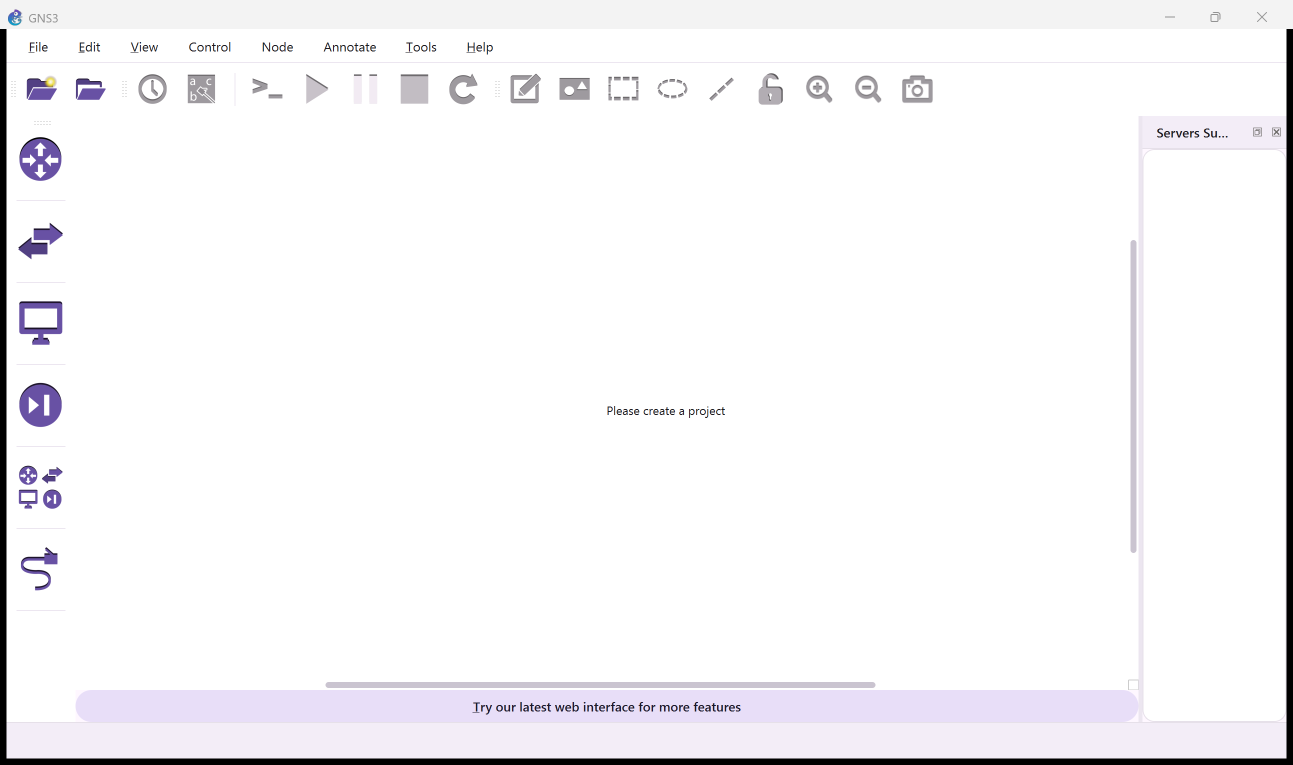 GNS3
File Edit View Control Node Annotate Tools Help
a c
b
Servers Su...
Please create a project
Try our latest web interface for more features